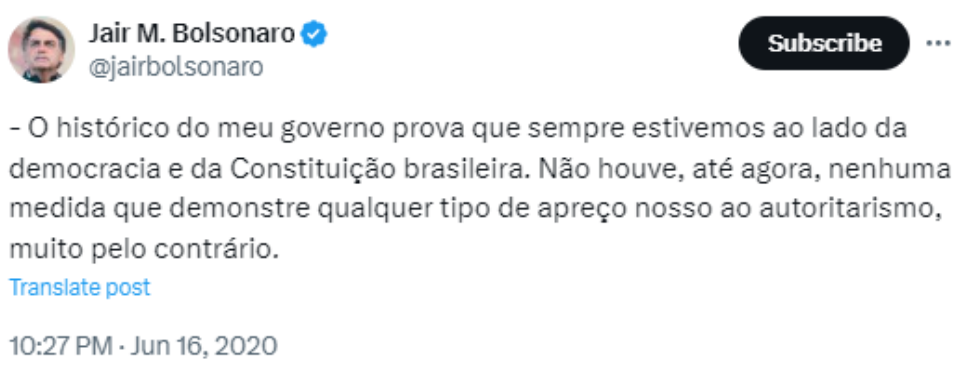 Jair M. Bolsonaro
@jairbolsonaro
Subscribe
- O histórico do meu governo prova que sempre estivemos ao lado da
democracia e da Constituição brasileira. Não houve, até agora, nenhuma
medida que demonstre qualquer tipo de apreço nosso ao autoritarismo,
muito pelo contrário.
Translate post
10:27 PM · Jun 16, 2020